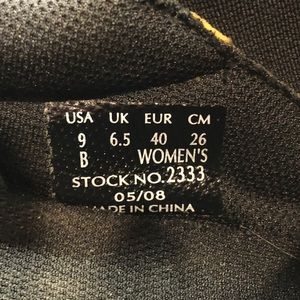 USA UK EUR CM
9 6.5 40 26
B WOMEN'S
STOCK NO. 2333
05/08
MADE IN CHINA